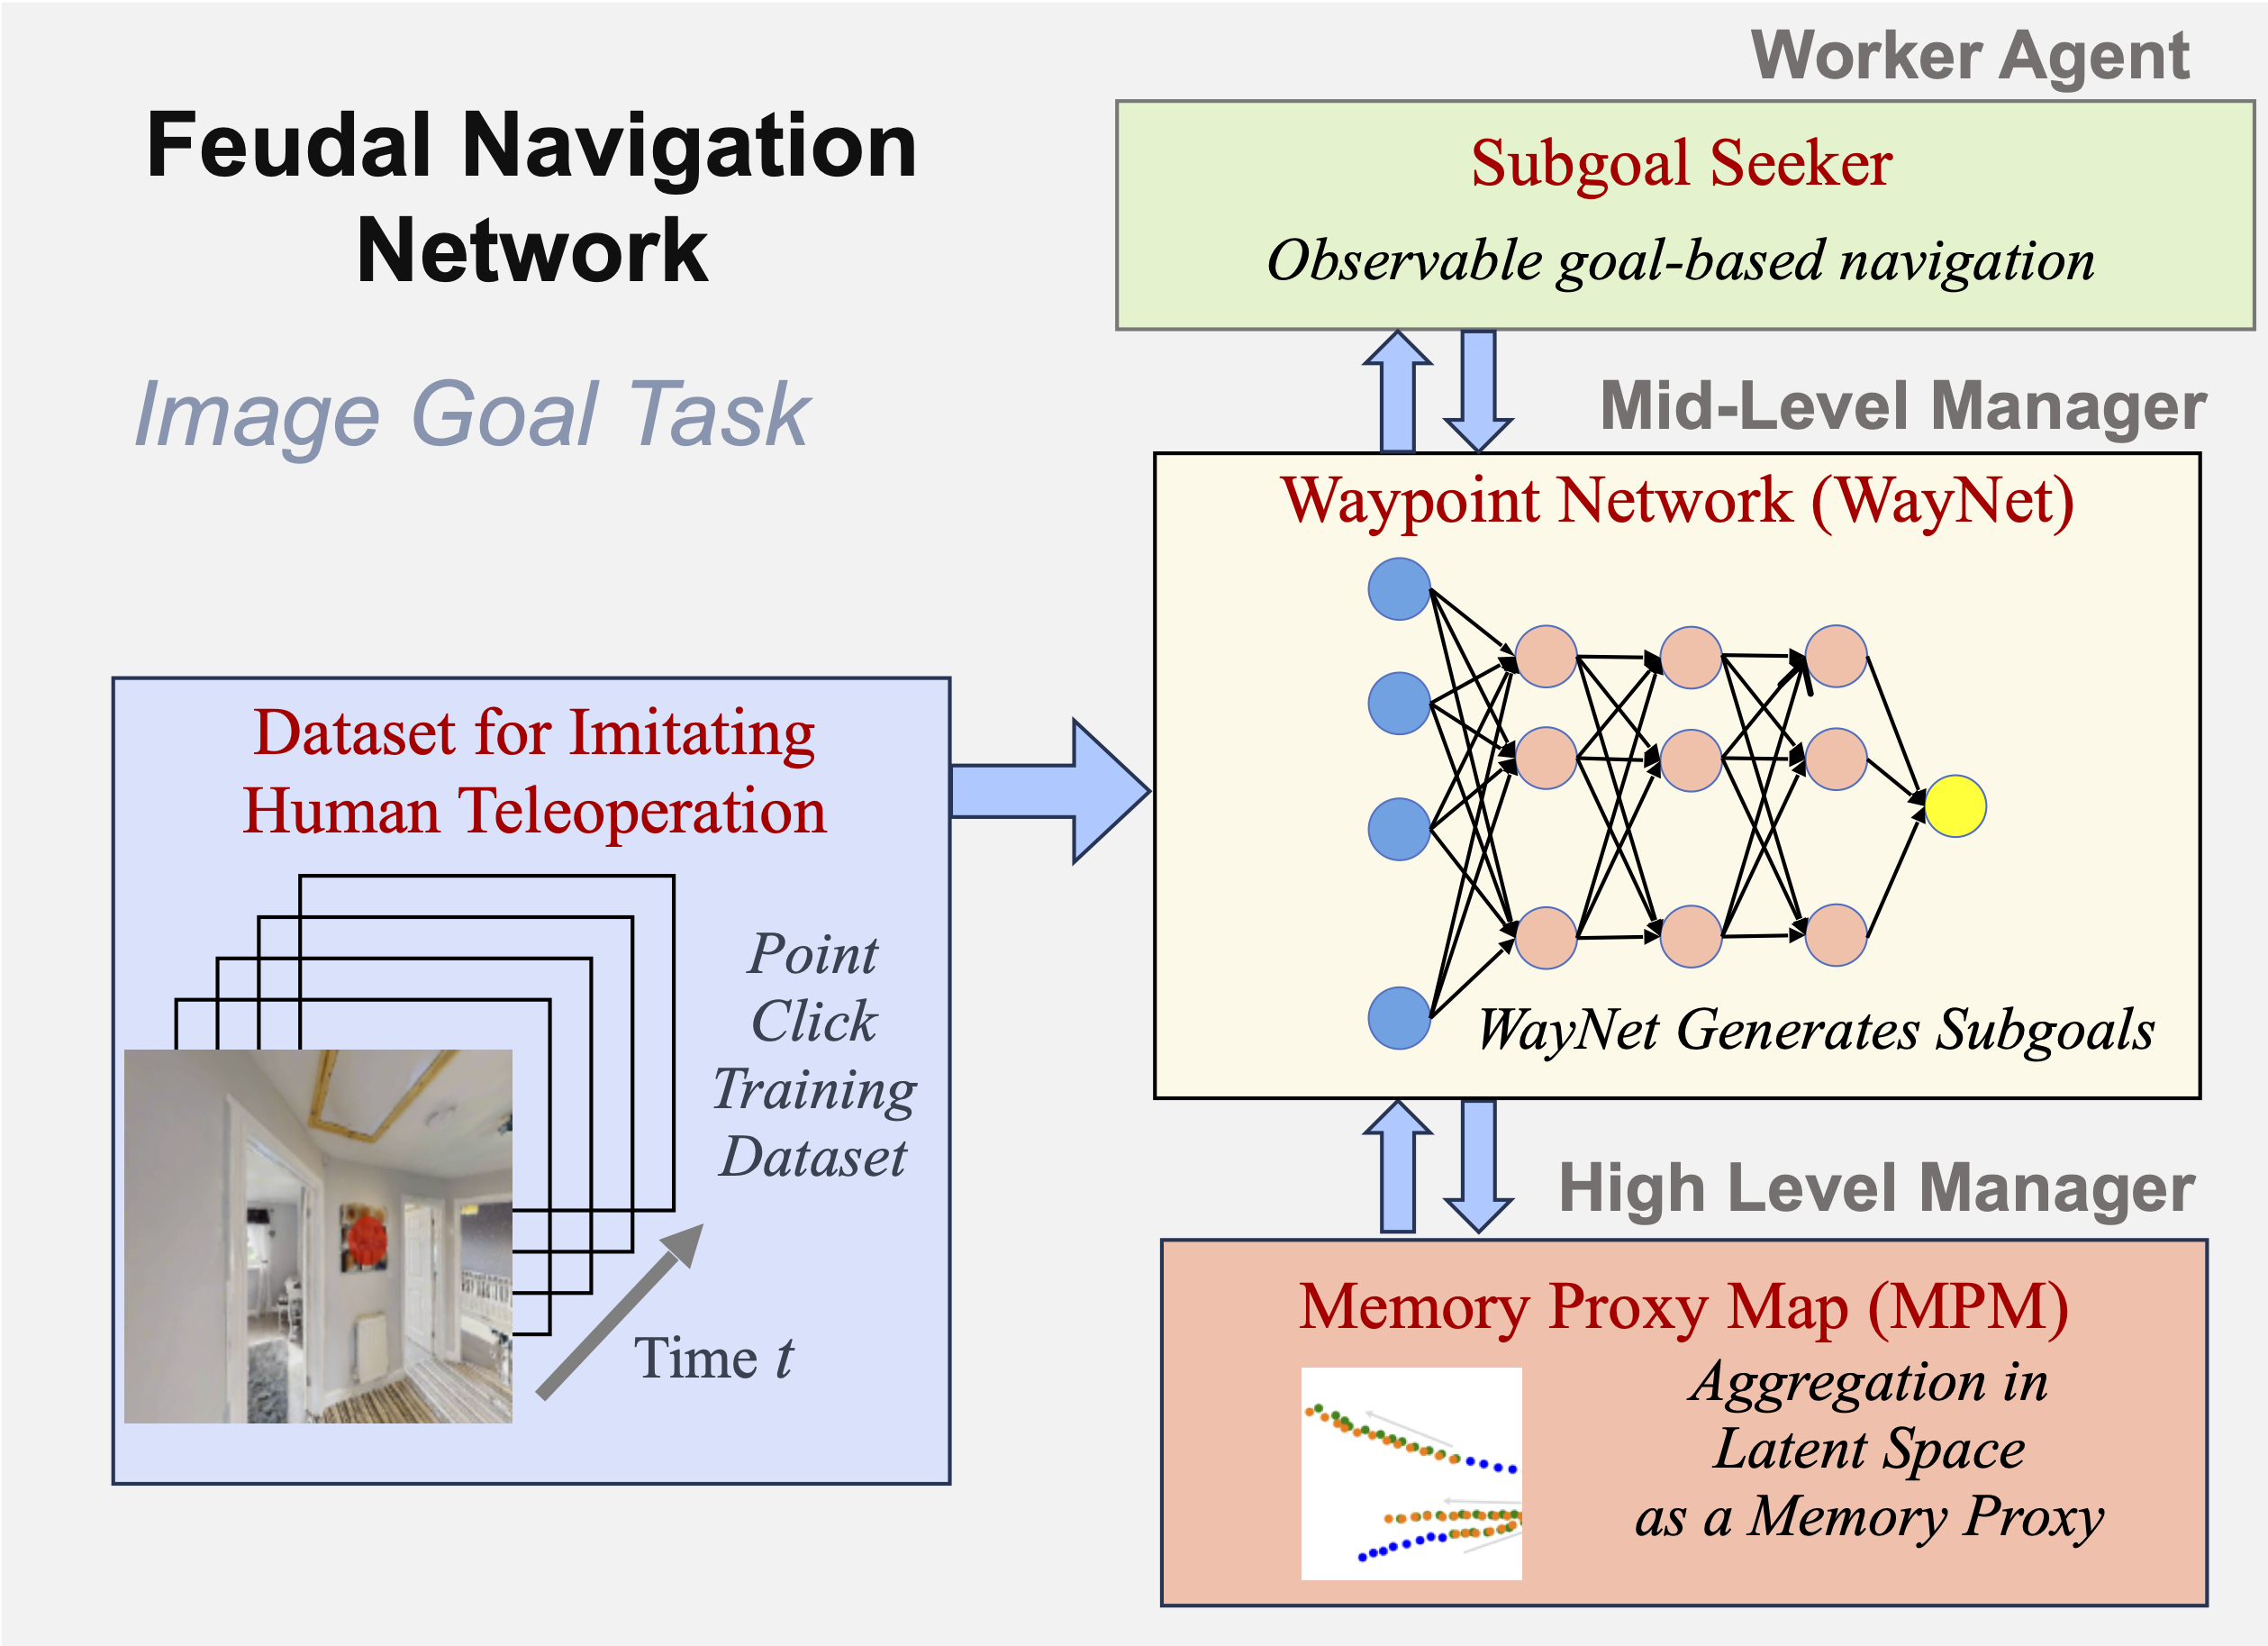 Feudal Navigation
Network
Image Goal Task
Dataset for Imitating
Human Teleoperation
Point
Click
Training
Dataset
Time t
Worker Agent
Subgoal Seeker
Observable goal-based navigation
Mid-Level Manager
Waypoint Network (WayNet)
WayNet Generates Subgoals
High Level Manager
Memory Proxy Map (MPM)
Aggregation in
Latent Space
as a Memory Proxy